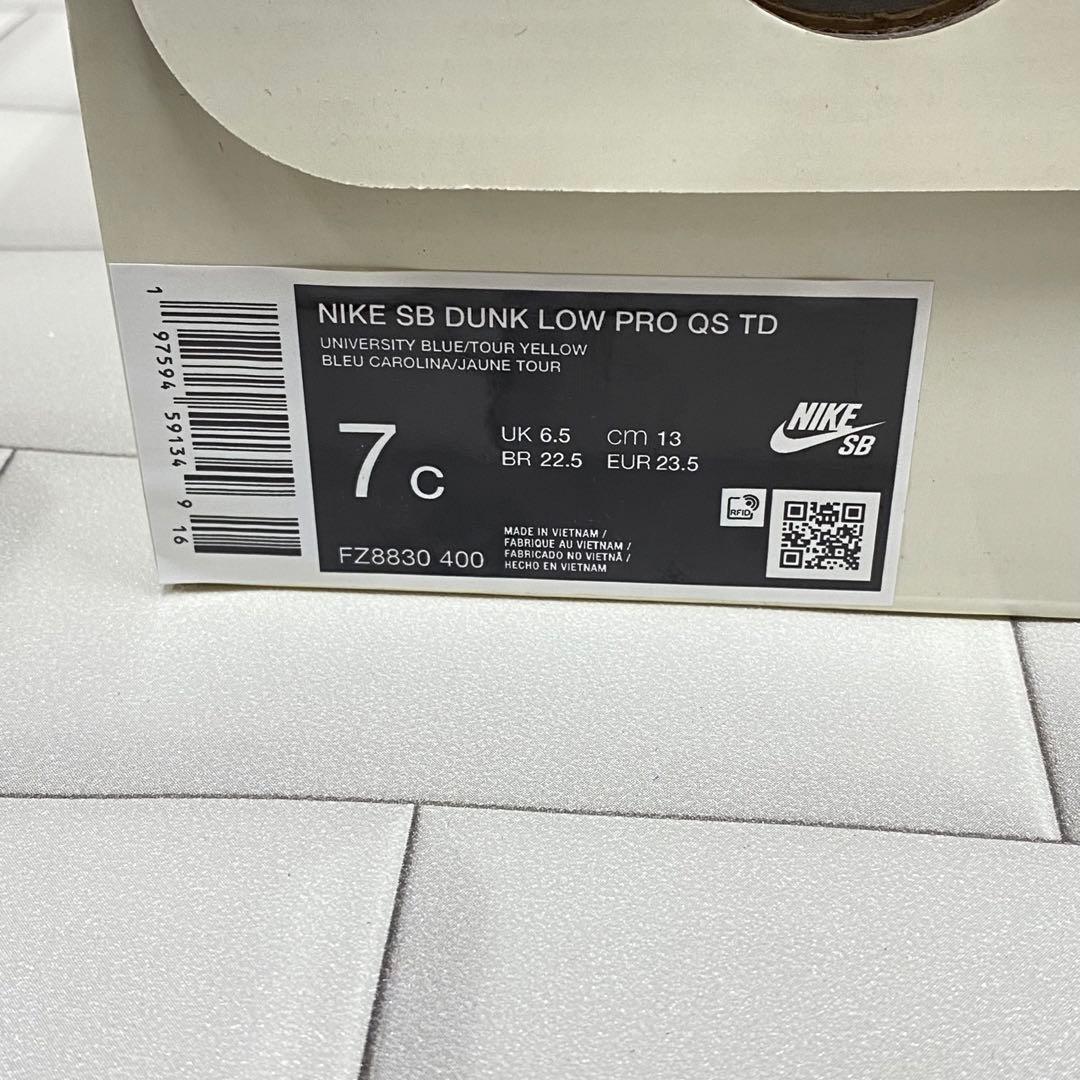 NIKE SB DUNK LOW PRO QS TD
UNIVERSITY BLUE/TOUR YELLOW
BLEU CAROLINA/JAUNE TOUR
7 C
UK 6.5 cm 13
BR 22.5 EUR 23.5
NIKE
SB
RFID
MADE IN VIETNAM /
FABRIQUE AU VIETNAM /
FABRICADO NO VIETNÃ /
HECHO EN VIETNAM
FZ8830 400
1 97594 59134 9 16